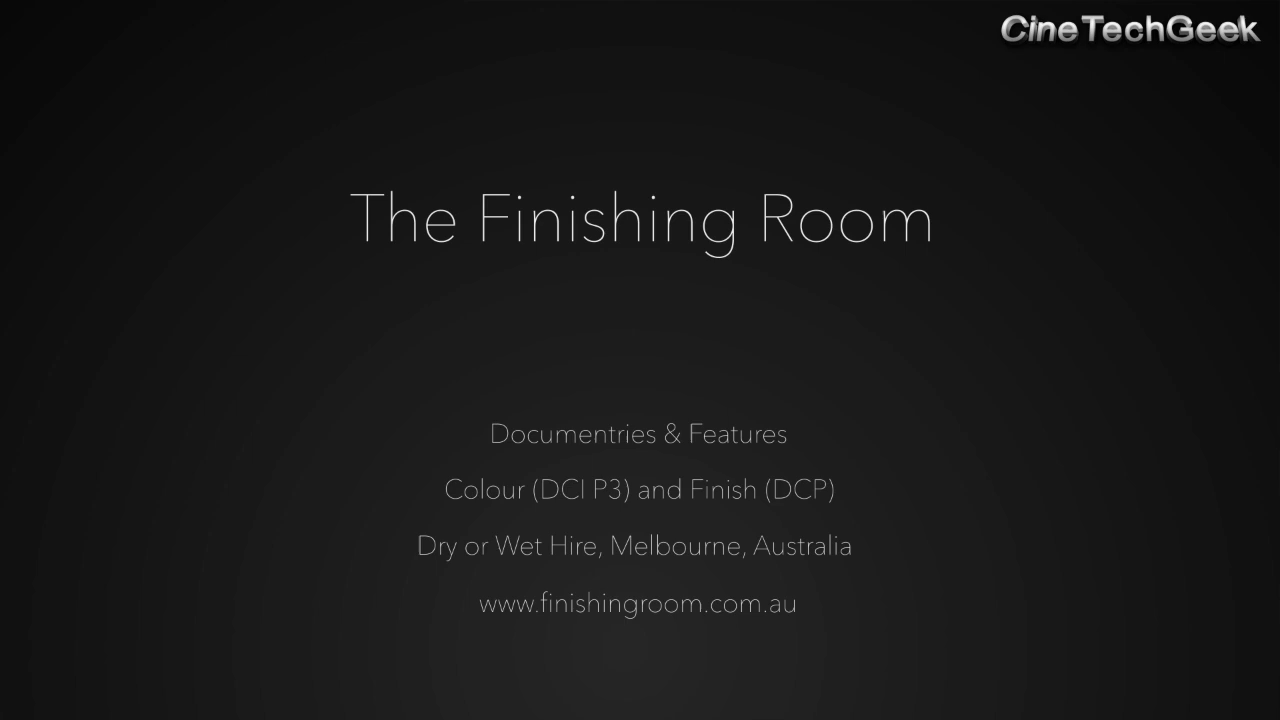 CineTechGeek
The Finishing Room
Documentries & Features
Colour (DCI P3) and Finish (DCP)
Dry or Wet Hire, Melbourne, Australia
www.finishingroom.com.au